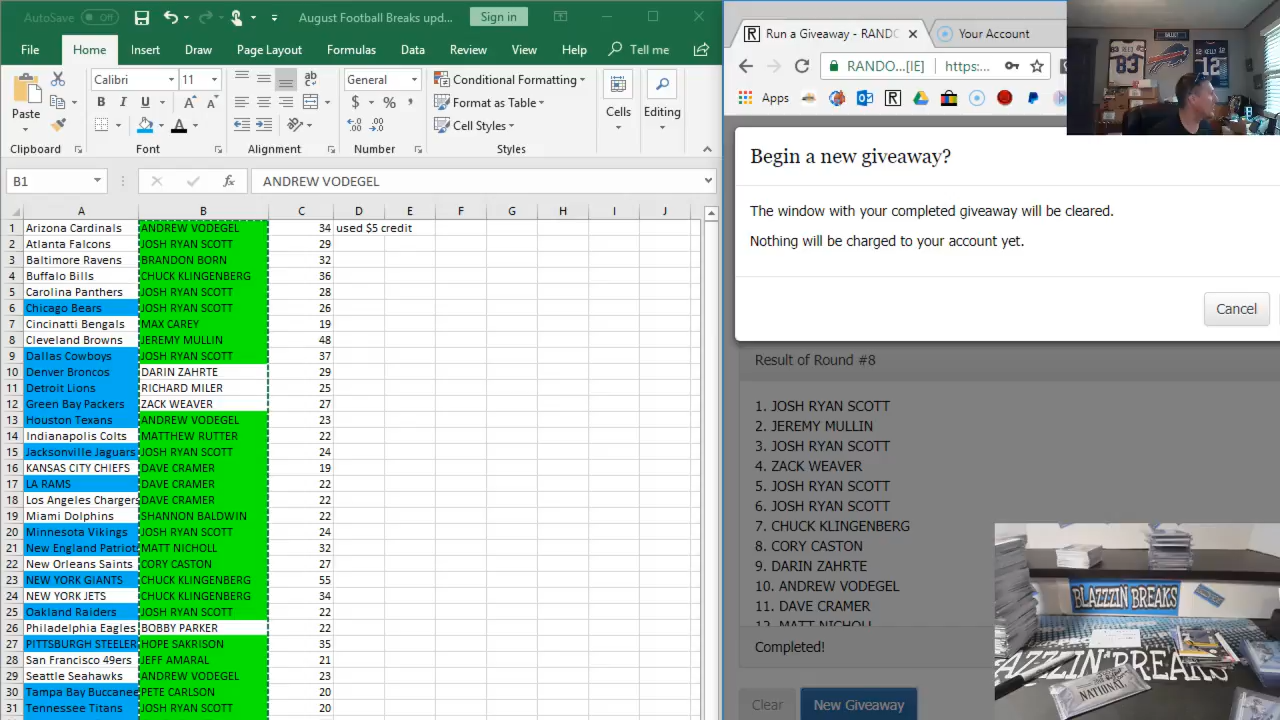 AutoSave Off August Football Breaks upd... Sign in
File Home Insert Draw Page Layout Formulas Data Review View Help Tell me
Paste
Calibri 11
B I U A A
General
$ % ,
Conditional Formatting
Format as Table
Cell Styles
Cells
Editing
Clipboard Font Alignment Number Styles
B1 fx ANDREW VODEGEL
A B C D E F G H I J
1 Arizona Cardinals ANDREW VODEGEL 34 used $5 credit
2 Atlanta Falcons JOSH RYAN SCOTT 29
3 Baltimore Ravens BRANDON BORN 32
4 Buffalo Bills CHUCK KLINGENBERG 36
5 Carolina Panthers JOSH RYAN SCOTT 28
6 Chicago Bears JOSH RYAN SCOTT 26
7 Cincinatti Bengals MAX CAREY 19
8 Cleveland Browns JEREMY MULLIN 48
9 Dallas Cowboys JOSH RYAN SCOTT 37
10 Denver Broncos DARIN ZAHRTE 29
11 Detroit Lions RICHARD MILER 25
12 Green Bay Packers ZACK WEAVER 27
13 Houston Texans ANDREW VODEGEL 23
14 Indianapolis Colts MATTHEW RUTTER 22
15 Jacksonville Jaguars JOSH RYAN SCOTT 24
16 KANSAS CITY CHIEFS DAVE CRAMER 19
17 LA RAMS DAVE CRAMER 22
18 Los Angeles Chargers DAVE CRAMER 22
19 Miami Dolphins SHANNON BALDWIN 22
20 Minnesota Vikings JOSH RYAN SCOTT 24
21 New England Patriot MATT NICHOLL 32
22 New Orleans Saints CORY CASTON 27
23 NEW YORK GIANTS CHUCK KLINGENBERG 55
24 NEW YORK JETS CHUCK KLINGENBERG 34
25 Oakland Raiders JOSH RYAN SCOTT 22
26 Philadelphia Eagles BOBBY PARKER 22
27 PITTSBURGH STEELER HOPE SAKRISON 35
28 San Francisco 49ers JEFF AMARAL 21
29 Seattle Seahawks ANDREW VODEGEL 23
30 Tampa Bay Buccanee PETE CARLSON 20
31 Tennessee Titans JOSH RYAN SCOTT 20
Run a Giveaway - RANDO Your Account
RANDO... [IE] https:...
Apps
Begin a new giveaway?
The window with your completed giveaway will be cleared.
Nothing will be charged to your account yet.
Cancel
Result of Round #8
1. JOSH RYAN SCOTT
2. JEREMY MULLIN
3. JOSH RYAN SCOTT
4. ZACK WEAVER
5. JOSH RYAN SCOTT
6. JOSH RYAN SCOTT
7. CHUCK KLINGENBERG
8. CORY CASTON
9. DARIN ZAHRTE
10. ANDREW VODEGEL
11. DAVE CRAMER
12. MATT NICHOLL
Completed!
Clear New Giveaway
REED 83
KELLY 12
BLAZZZIN BREAKS
LAZZZIN BREAKS
NATIONAL